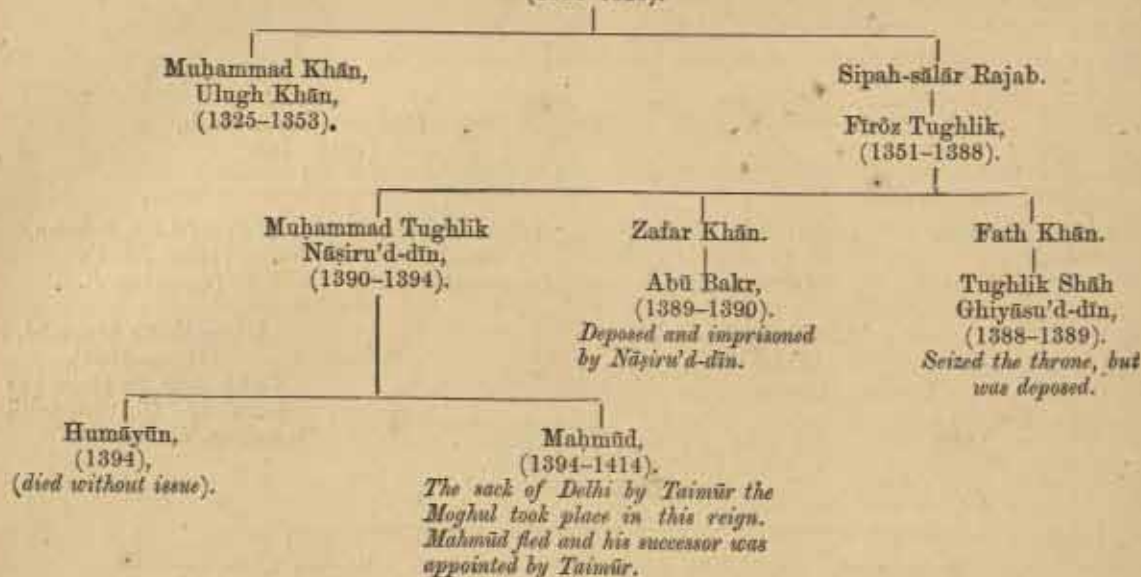 Muḥammad Khān,
Ulugh Khān,
(1325–1353).
Sipah-sālār Rajab.
Fīrōz Tughlik,
(1351–1388).
Muḥammad Tughlik
Nāṣiru'd-dīn,
(1390–1394).
Zafar Khān.
Abū Bakr,
(1389–1390).
Deposed and imprisoned
by Nāṣiru'd-dīn.
Fath Khān.
Tughlik Shāh
Ghiyāsu'd-dīn,
(1388–1389).
Seized the throne, but
was deposed.
Humāyūn,
(1394),
(died without issue).
Maḥmūd,
(1394–1414).
The sack of Delhi by Taimūr the
Moghul took place in this reign.
Mahmūd fled and his successor was
appointed by Taimūr.